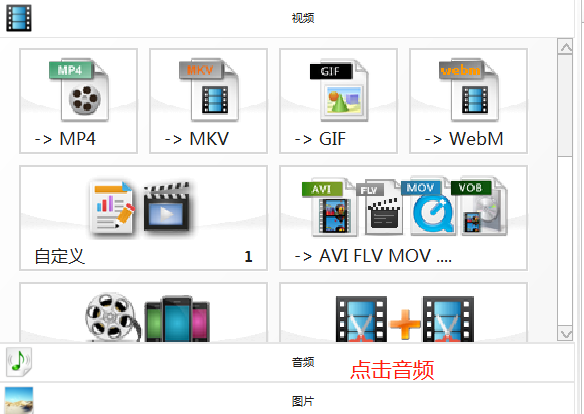 视频
MP4
MKV
GIF
webm
-> MP4
-> MKV
-> GIF
-> WebM
AVI
FLV
MOV
VOB
自定义
1
-> AVI FLV MOV ....
音频
点击音频
图片